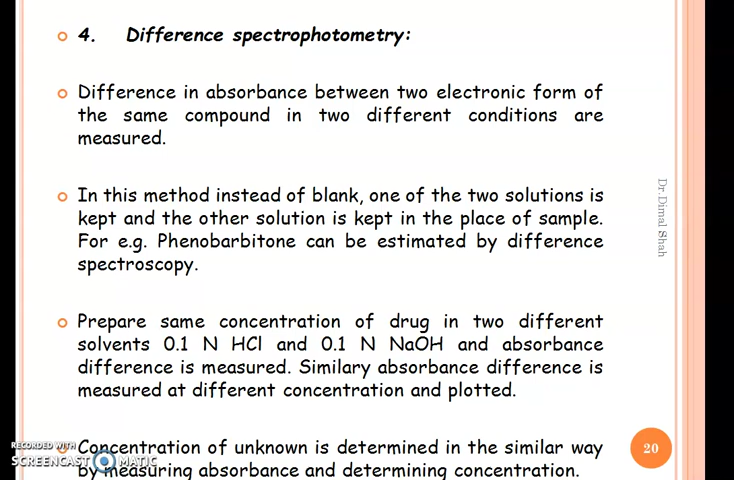 4. Difference spectrophotometry:
Difference in absorbance between two electronic form of
the same compound in two different conditions are
measured.
In this method instead of blank, one of the two solutions is
kept and the other solution is kept in the place of sample.
For e.g. Phenobarbitone can be estimated by difference
spectroscopy.
Prepare same concentration of drug in two different
solvents 0.1 N HCl and 0.1 N NaOH and absorbance
difference is measured. Similary absorbance difference is
measured at different concentration and plotted.
Concentration of unknown is determined in the similar way
by measuring absorbance and determining concentration.
Dr.Dimal Shah
20
RECORDED WITH
SCREENCAST MATIC